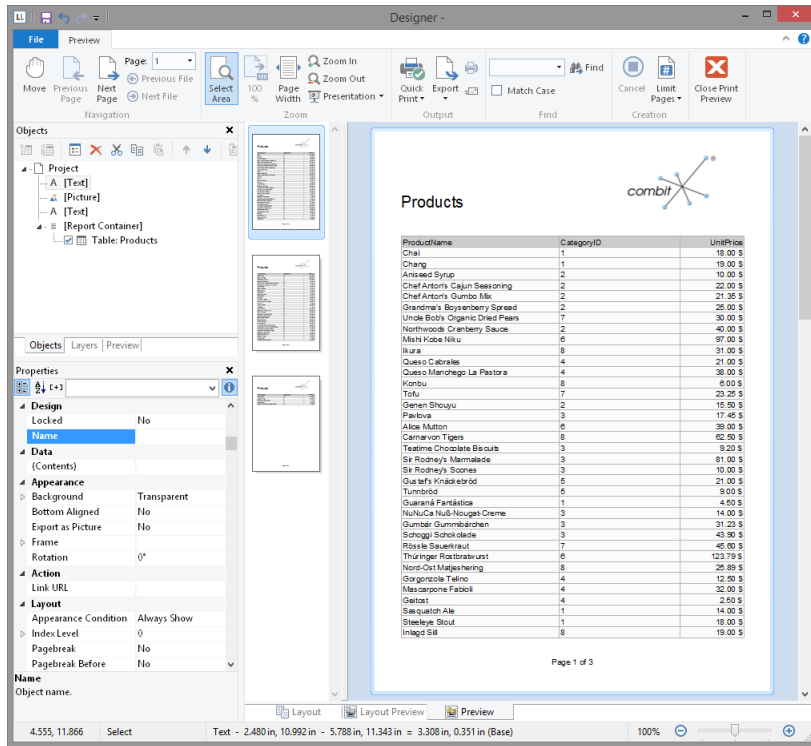 Designer -
File Preview
Move
Previous Page
Next Page
Page: 1
Previous File
Next File
Navigation
Select Area
100 %
Page Width
Zoom In
Zoom Out
Presentation
Zoom
Quick Print
Export
Output
Find
Match Case
Find
Cancel
Limit Pages
Creation
Close Print Preview
Objects
Project
[Text]
[Picture]
[Text]
[Report Container]
Table: Products
Objects Layers Preview
Properties
Design
Locked No
Name
Data
(Contents)
Appearance
Background Transparent
Bottom Aligned No
Export as Picture No
Frame
Rotation 0°
Action
Link URL
Layout
Appearance Condition Always Show
Index Level 0
Pagebreak No
Pagebreak Before No
Name
Object name.
combit
Products
ProductName CategoryID UnitPrice
Chai 1 18.00 $
Chang 1 19.00 $
Aniseed Syrup 2 10.00 $
Chef Anton's Cajun Seasoning 2 22.00 $
Chef Anton's Gumbo Mix 2 21.35 $
Grandma's Boysenberry Spread 2 25.00 $
Uncle Bob's Organic Dried Pears 7 30.00 $
Northwoods Cranberry Sauce 2 40.00 $
Mishi Kobe Niku 6 97.00 $
Ikura 8 31.00 $
Queso Cabrales 4 21.00 $
Queso Manchego La Pastora 4 38.00 $
Konbu 8 6.00 $
Tofu 7 23.25 $
Genen Shouyu 2 15.50 $
Pavlova 3 17.45 $
Alice Mutton 6 39.00 $
Carnarvon Tigers 8 62.50 $
Teatime Chocolate Biscuits 3 9.20 $
Sir Rodney's Marmalade 3 81.00 $
Sir Rodney's Scones 3 10.00 $
Gustaf's Knäckebröd 5 21.00 $
Tunnbröd 5 9.00 $
Guaraná Fantástica 1 4.50 $
NuNuCa Nuß-Nougat-Creme 3 14.00 $
Gumbär Gummibärchen 3 31.23 $
Schoggi Schokolade 3 43.90 $
Rössle Sauerkraut 7 45.60 $
Thüringer Rostbratwurst 6 123.79 $
Nord-Ost Matjeshering 8 25.89 $
Gorgonzola Telino 4 12.50 $
Mascarpone Fabioli 4 32.00 $
Geitost 4 2.50 $
Sasquatch Ale 1 14.00 $
Steeleye Stout 1 18.00 $
Inlagd Sill 8 19.00 $
Page 1 of 3
Layout Layout Preview Preview
4.555, 11.866 Select Text - 2.480 in, 10.992 in - 5.788 in, 11.343 in = 3.308 in, 0.351 in (Base) 100%